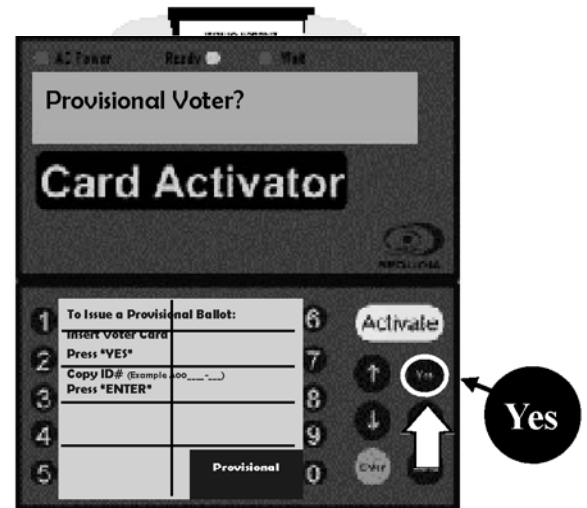 AC Power Ready Wait
Provisional Voter?
Card Activator
SEQUOIA
To Issue a Provisional Ballot:
Insert Voter Card
Press *YES*
Copy ID# (Example A00____-___)
Press *ENTER*
Provisional
1
2
3
4
5
6
7
8
9
0
Activate
↑ Yes
↓
Enter
Yes